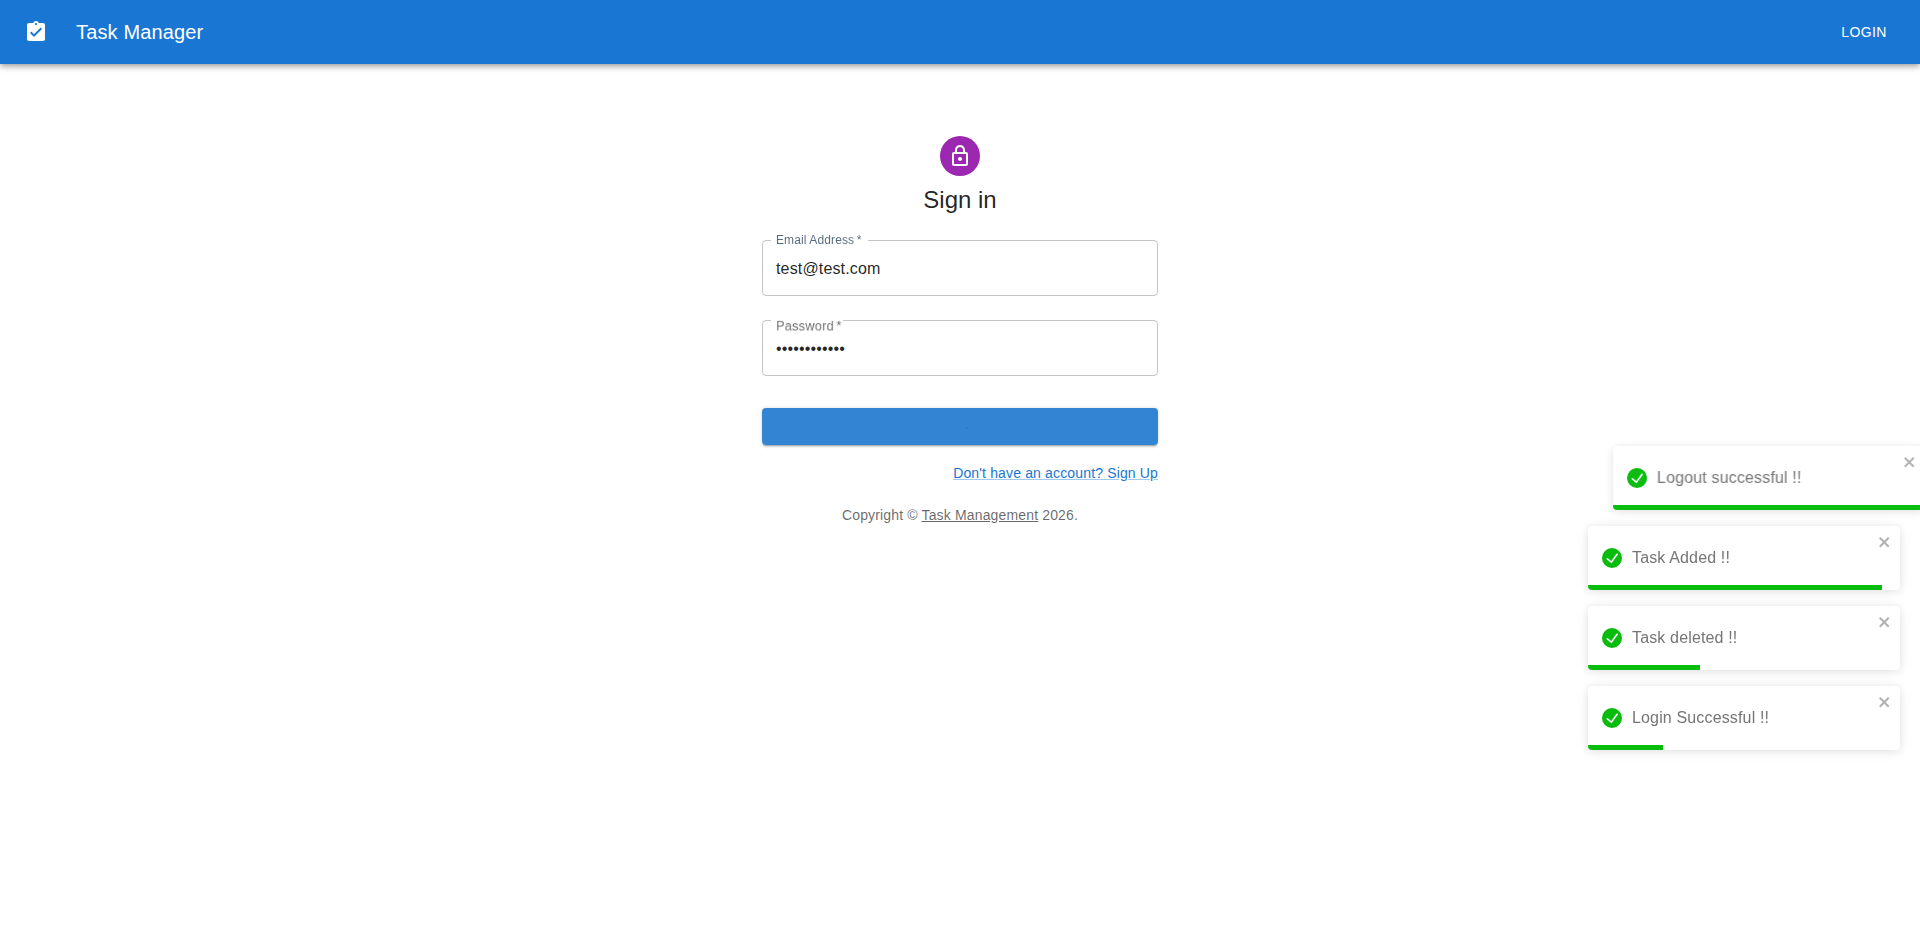 Task Manager
LOGIN
Sign in
Email Address *
test@test.com
Password *
••••••••••••
Don't have an account? Sign Up
Copyright © Task Management 2026.
Logout successful !!
Task Added !!
Task deleted !!
Login Successful !!